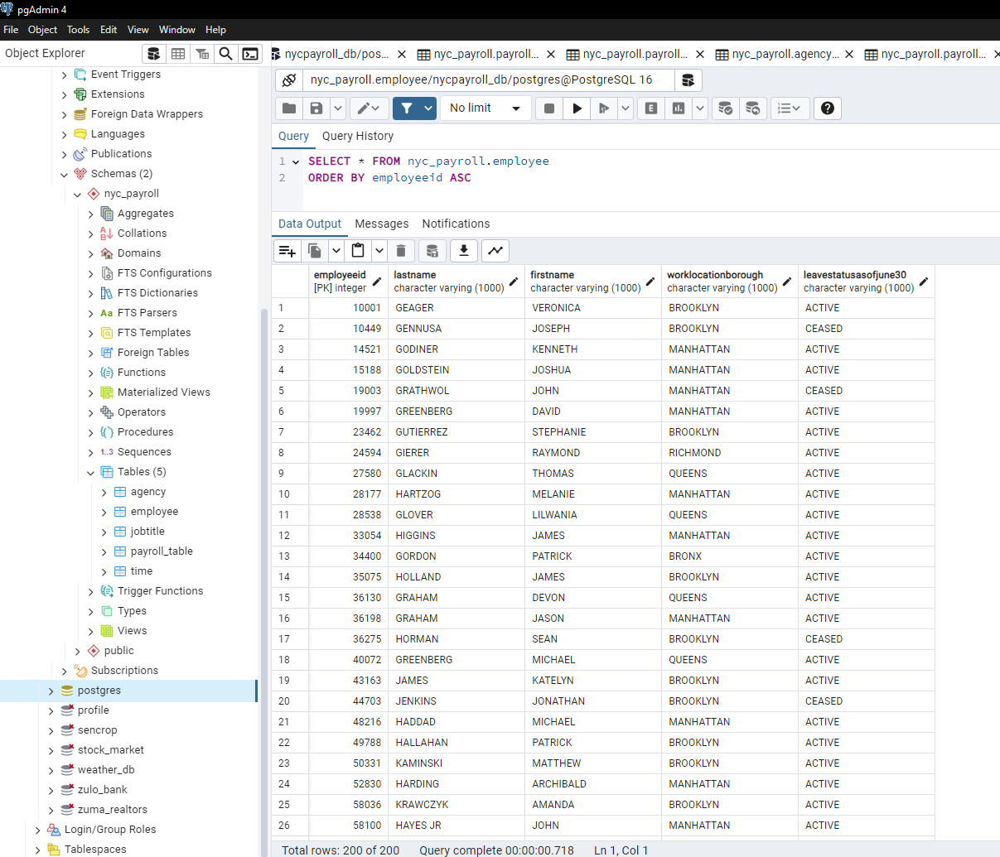 pgAdmin 4
File Object Tools Edit View Window Help
Object Explorer
Event Triggers
Extensions
Foreign Data Wrappers
Languages
Publications
Schemas (2)
nyc_payroll
Aggregates
Collations
Domains
FTS Configurations
FTS Dictionaries
Aa FTS Parsers
FTS Templates
Foreign Tables
Functions
Materialized Views
Operators
Procedures
1..3 Sequences
Tables (5)
agency
employee
jobtitle
payroll_table
time
Trigger Functions
Types
Views
public
Subscriptions
postgres
profile
sencrop
stock_market
weather_db
zulo_bank
zuma_realtors
Login/Group Roles
Tablespaces
nycpayroll_db/pos... nyc_payroll.payroll... nyc_payroll.payroll... nyc_payroll.agency... nyc_payroll.payroll...
nyc_payroll.employee/nycpayroll_db/postgres@PostgreSQL 16
No limit E
Query Query History
1 SELECT * FROM nyc_payroll.employee
2 ORDER BY employeeid ASC
Data Output Messages Notifications
employeeid lastname firstname worklocationborough leavestatusasofjune30
[PK] integer character varying (1000) character varying (1000) character varying (1000) character varying (1000)
1 10001 GEAGER VERONICA BROOKLYN ACTIVE
2 10449 GENNUSA JOSEPH BROOKLYN CEASED
3 14521 GODINER KENNETH MANHATTAN ACTIVE
4 15188 GOLDSTEIN JOSHUA MANHATTAN ACTIVE
5 19003 GRATHWOL JOHN MANHATTAN CEASED
6 19997 GREENBERG DAVID MANHATTAN ACTIVE
7 23462 GUTIERREZ STEPHANIE BROOKLYN ACTIVE
8 24594 GIERER RAYMOND RICHMOND ACTIVE
9 27580 GLACKIN THOMAS QUEENS ACTIVE
10 28177 HARTZOG MELANIE MANHATTAN ACTIVE
11 28538 GLOVER LILWANIA QUEENS ACTIVE
12 33054 HIGGINS JAMES MANHATTAN ACTIVE
13 34400 GORDON PATRICK BRONX ACTIVE
14 35075 HOLLAND JAMES BROOKLYN ACTIVE
15 36130 GRAHAM DEVON QUEENS ACTIVE
16 36198 GRAHAM JASON MANHATTAN ACTIVE
17 36275 HORMAN SEAN BROOKLYN CEASED
18 40072 GREENBERG MICHAEL QUEENS ACTIVE
19 43163 JAMES KATELYN BROOKLYN ACTIVE
20 44703 JENKINS JONATHAN BROOKLYN CEASED
21 48216 HADDAD MICHAEL MANHATTAN ACTIVE
22 49788 HALLAHAN PATRICK BROOKLYN ACTIVE
23 50331 KAMINSKI MATTHEW BROOKLYN ACTIVE
24 52830 HARDING ARCHIBALD MANHATTAN ACTIVE
25 58036 KRAWCZYK AMANDA BROOKLYN ACTIVE
26 58100 HAYES JR JOHN MANHATTAN ACTIVE
Total rows: 200 of 200 Query complete 00:00:00.718 Ln 1, Col 1